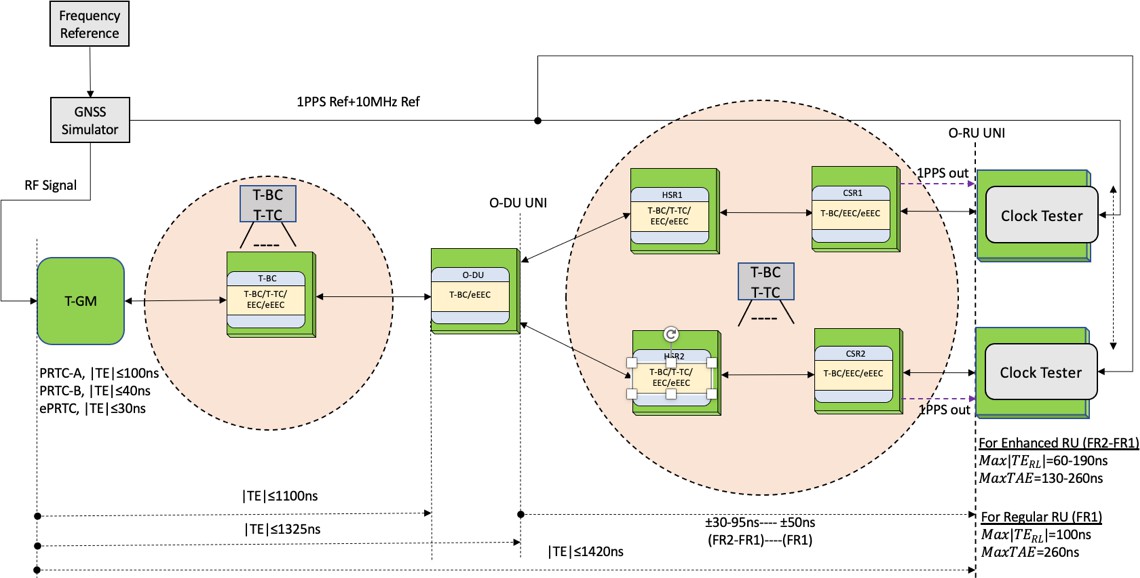 Frequency
Reference
GNSS
Simulator
1PPS Ref+10MHz Ref
RF Signal
O-RU UNI
O-DU UNI
T-BC
T-TC
----
T-GM
T-BC
T-BC/T-TC/
EEC/eEEC
O-DU
T-BC/eEEC
HSR1
T-BC/T-TC/
EEC/eEEC
CSR1
T-BC/EEC/eEEC
1PPS out
Clock Tester
T-BC
T-TC
----
HSR2
T-BC/T-TC/
EEC/eEEC
CSR2
T-BC/EEC/eEEC
1PPS out
Clock Tester
PRTC-A, |TE|≤100ns
PRTC-B, |TE|≤40ns
ePRTC, |TE|≤30ns
For Enhanced RU (FR2-FR1)
Max|TE_RL|=60-190ns
MaxTAE=130-260ns
|TE|≤1100ns
|TE|≤1325ns
±30-95ns---- ±50ns
(FR2-FR1)----(FR1)
|TE|≤1420ns
For Regular RU (FR1)
Max|TE_RL|=100ns
MaxTAE=260ns